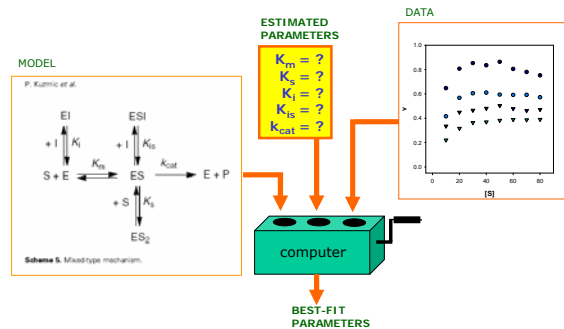 ESTIMATED
PARAMETERS
DATA
MODEL
P. Kuzmic et al.
EI
ESI
+ I
Ki
+ I
Kis
Km
kcat
S + E
ES
E + P
+ S
Ks
ES2
Scheme 5. Mixed-type mechanism.
Km = ?
Ks = ?
Ki = ?
Kis = ?
kcat = ?
v
1.0
0.8
0.6
0.4
0.2
0.0
0
20
40
60
80
[S]
computer
BEST-FIT
PARAMETERS